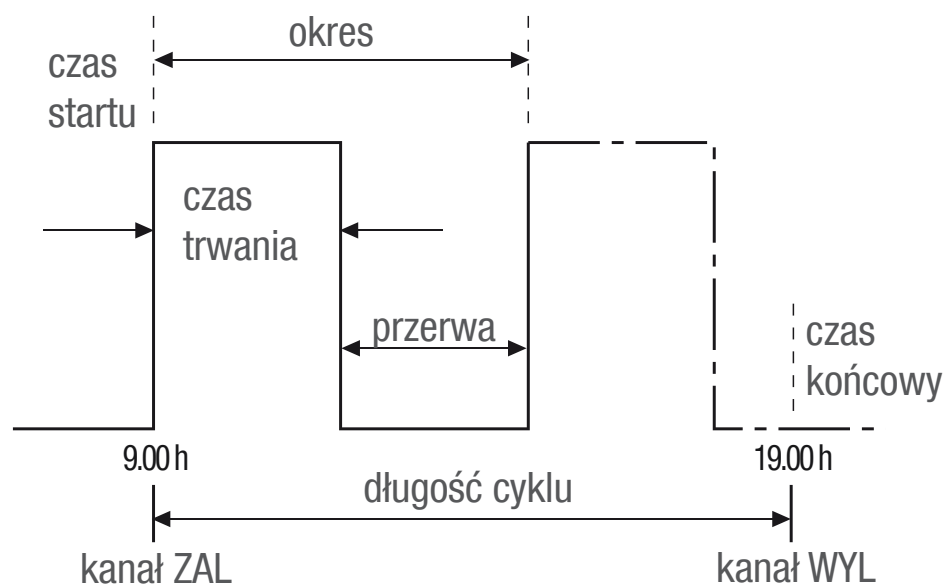 okres
czas
startu
czas
trwania
przerwa
czas
końcowy
9.00 h
19.00 h
długość cyklu
kanał ZAL
kanał WYL